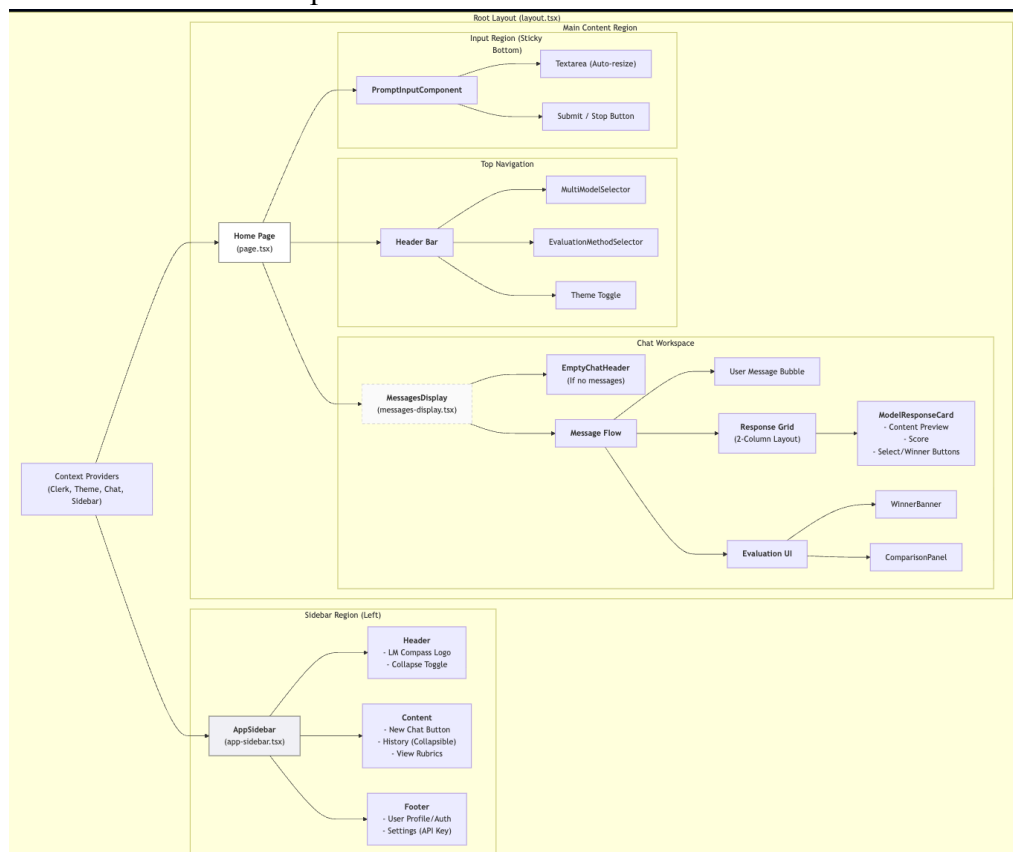 Root Layout (layout.tsx)
Main Content Region
Input Region (Sticky
Bottom)
PromptInputComponent
Textarea (Auto-resize)
Submit / Stop Button
Top Navigation
Home Page
(page.tsx)
Header Bar
MultiModelSelector
EvaluationMethodSelector
Theme Toggle
Chat Workspace
MessagesDisplay
(messages-display.tsx)
EmptyChatHeader
(If no messages)
Message Flow
User Message Bubble
Response Grid
(2-Column Layout)
ModelResponseCard
- Content Preview
- Score
- Select/Winner Buttons
Evaluation UI
WinnerBanner
ComparisonPanel
Context Providers
(Clerk, Theme, Chat,
Sidebar)
Sidebar Region (Left)
AppSidebar
(app-sidebar.tsx)
Header
- LM Compass Logo
- Collapse Toggle
Content
- New Chat Button
- History (Collapsible)
- View Rubrics
Footer
- User Profile/Auth
- Settings (API Key)